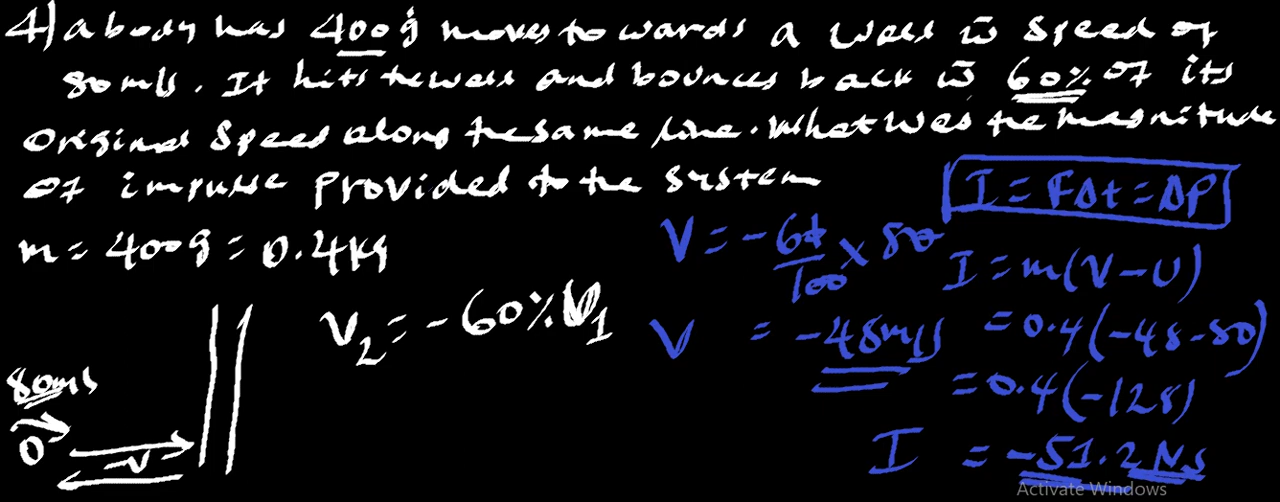 4) a body has 400g moves towards a wall w̄ speed of
80m/s. It hits the wall and bounces back w̄ 60% of its
original speed along the same line. What was the magnitude
of impulse provided to the system
m = 400g = 0.4kg
V₂ = -60% U₁
80m/s
-V
V = -60/100 x 80
V = -48m/s
I = FΔt = ΔP
I = m(V-U)
= 0.4(-48-80)
= 0.4(-128)
I = -51.2Ns
Activate Windows